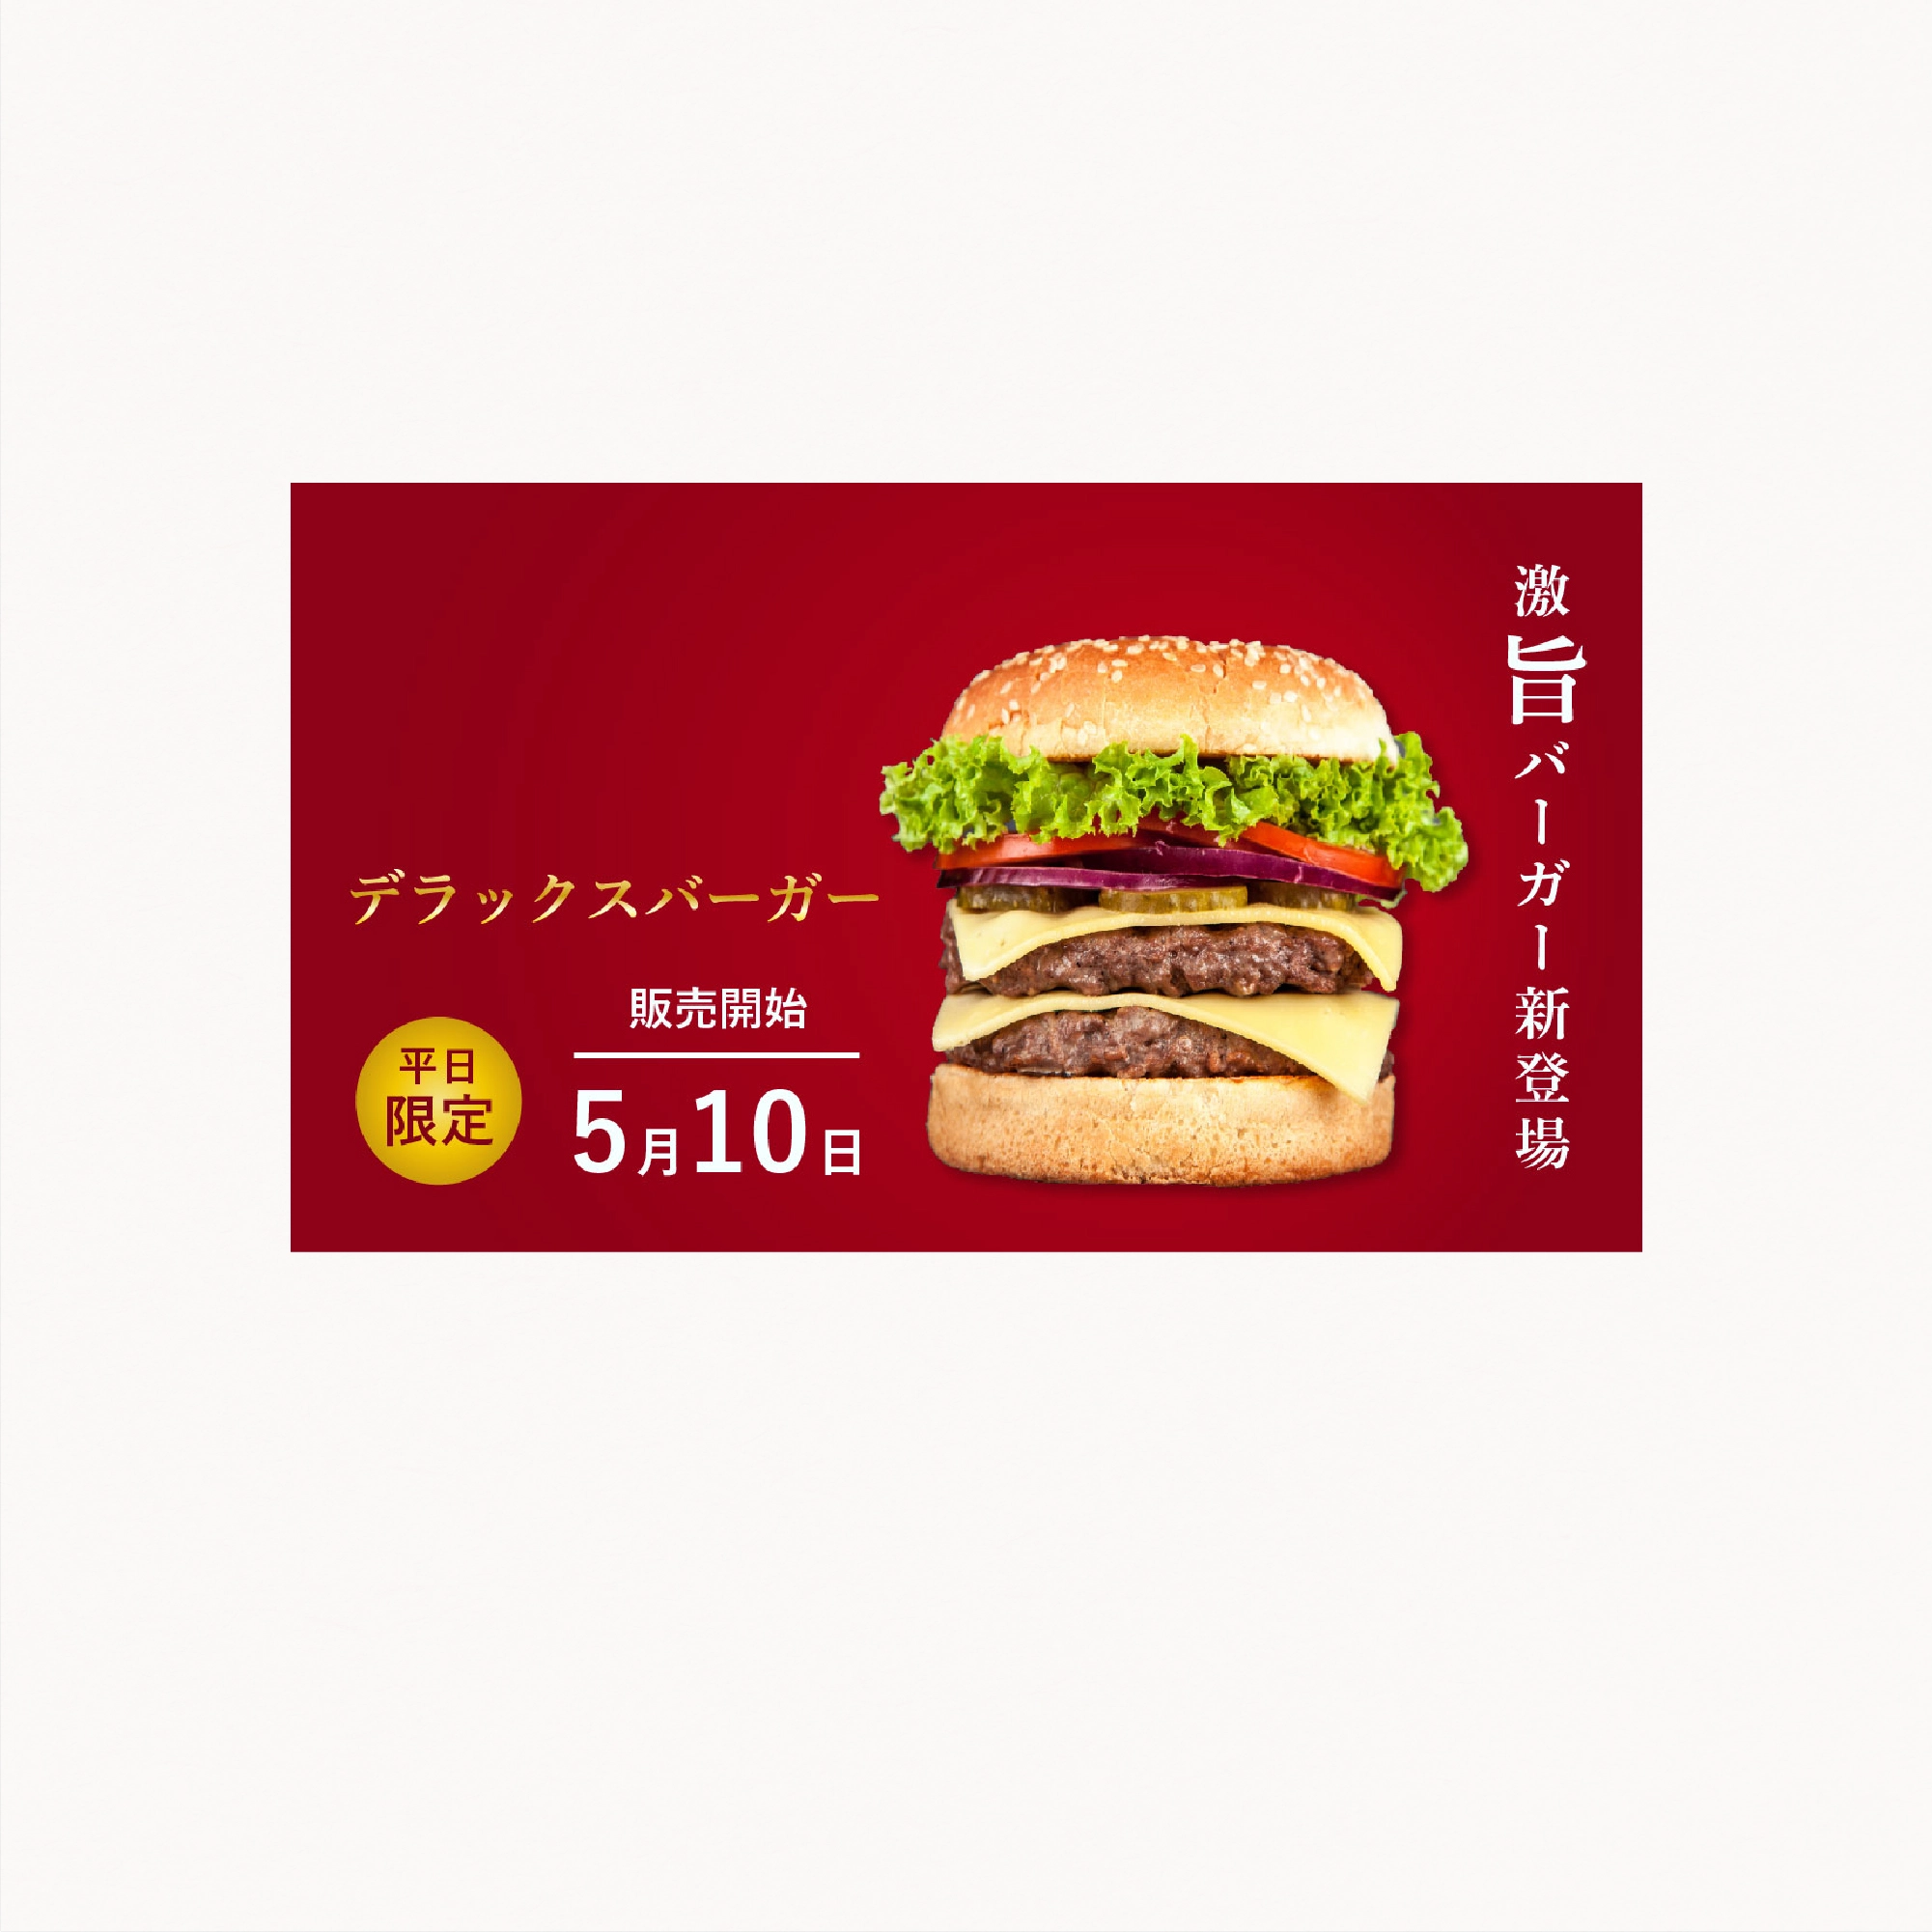 激旨バーガー新登場
デラックスバーガー
平日
限定
販売開始
5月10日